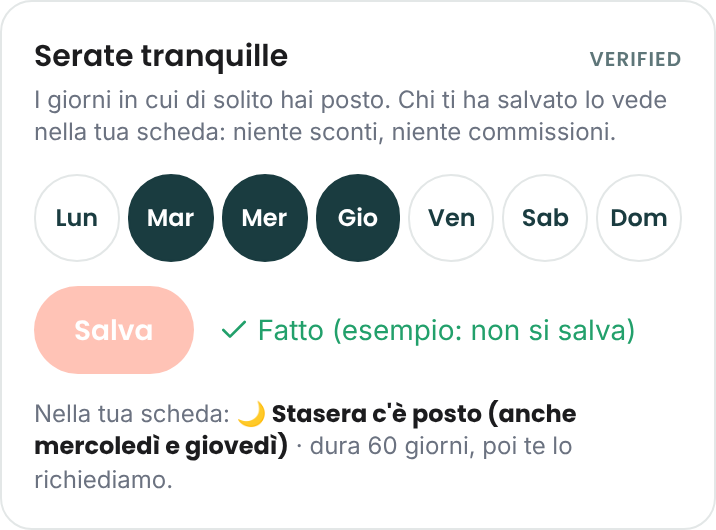 Serate tranquille
VERIFIED
I giorni in cui di solito hai posto. Chi ti ha salvato lo vede
nella tua scheda: niente sconti, niente commissioni.
Lun Mar Mer Gio Ven Sab Dom
Salva ✓ Fatto (esempio: non si salva)
Nella tua scheda: 🌙 Stasera c'è posto (anche
mercoledì e giovedì) · dura 60 giorni, poi te lo
richiediamo.